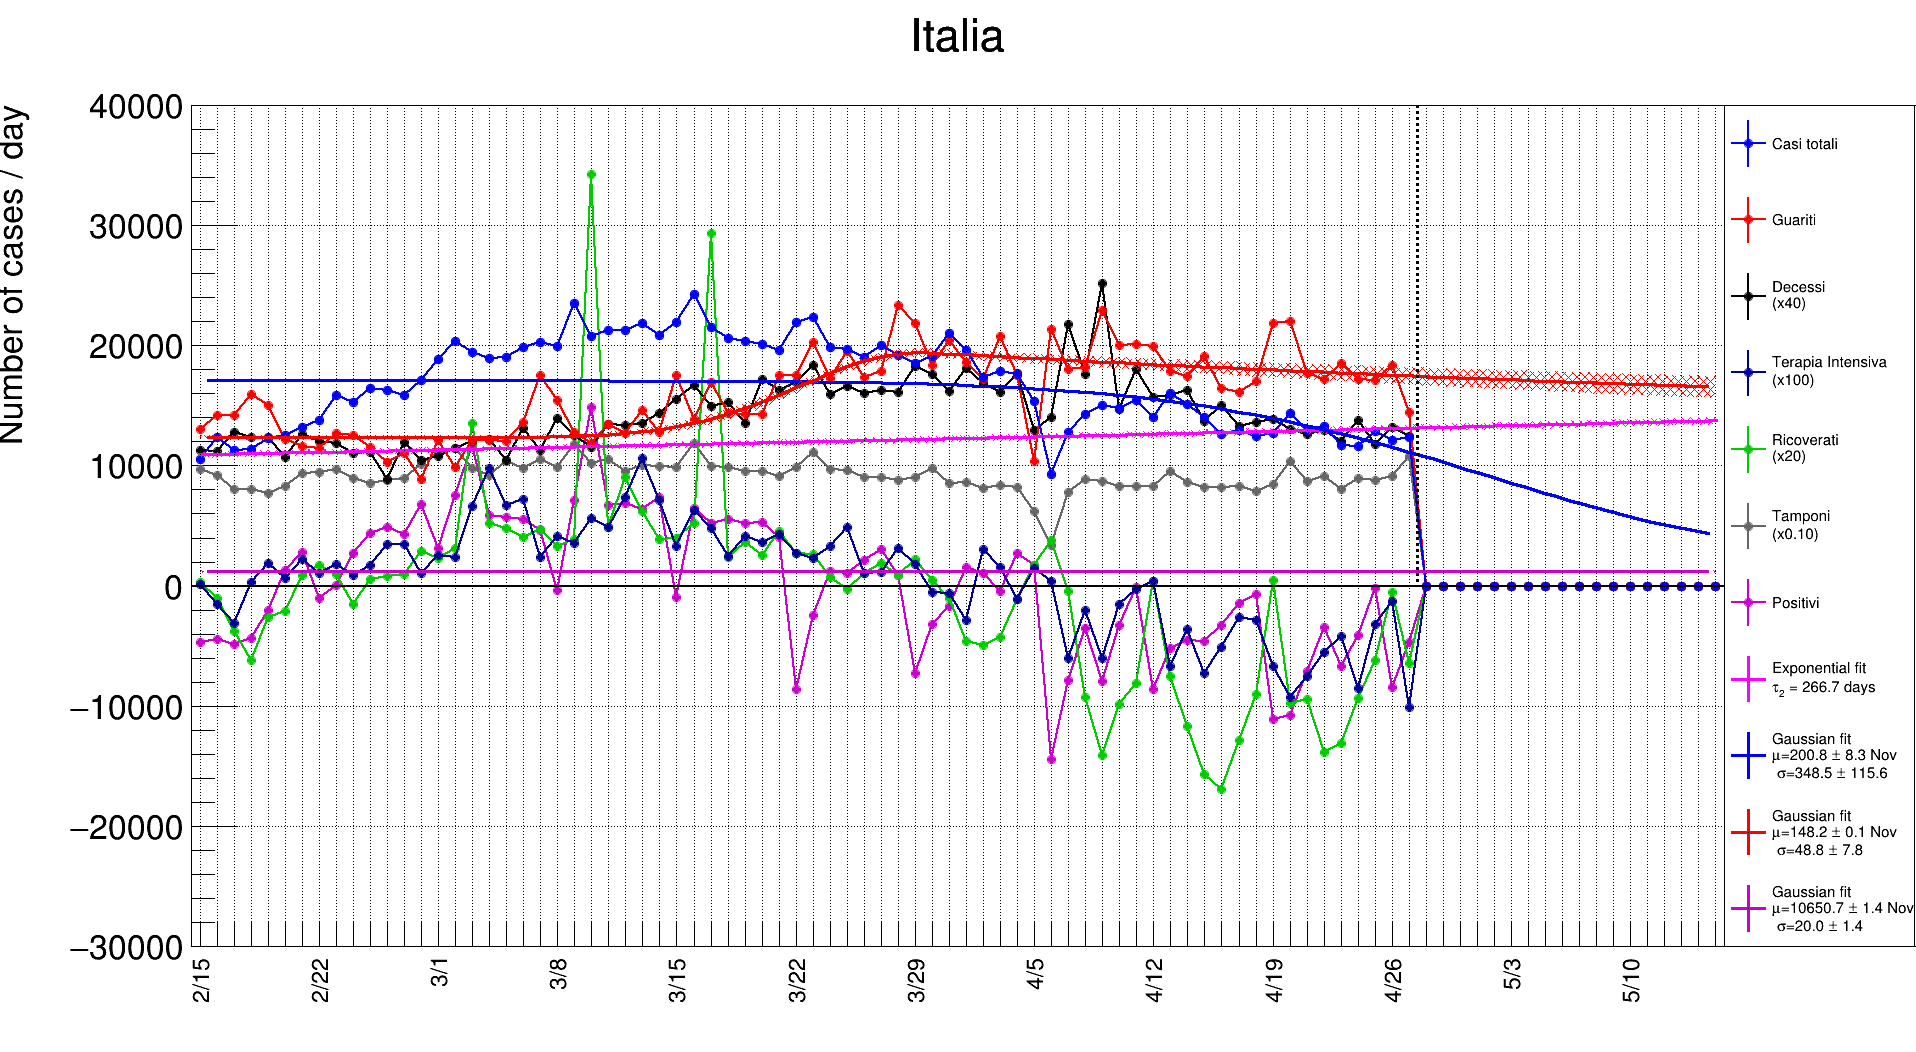 Italia
Number of cases / day
40000
30000
20000
10000
0
−10000
−20000
−30000
2/15
2/22
3/1
3/8
3/15
3/22
3/29
4/5
4/12
4/19
4/26
5/3
5/10
Casi totali
Guariti
Decessi
(x40)
Terapia Intensiva
(x100)
Ricoverati
(x20)
Tamponi
(x0.10)
Positivi
Exponential fit
τ2 = 266.7 days
Gaussian fit
μ=200.8 ± 8.3 Nov
σ=348.5 ± 115.6
Gaussian fit
μ=148.2 ± 0.1 Nov
σ=48.8 ± 7.8
Gaussian fit
μ=10650.7 ± 1.4 Nov
σ=20.0 ± 1.4